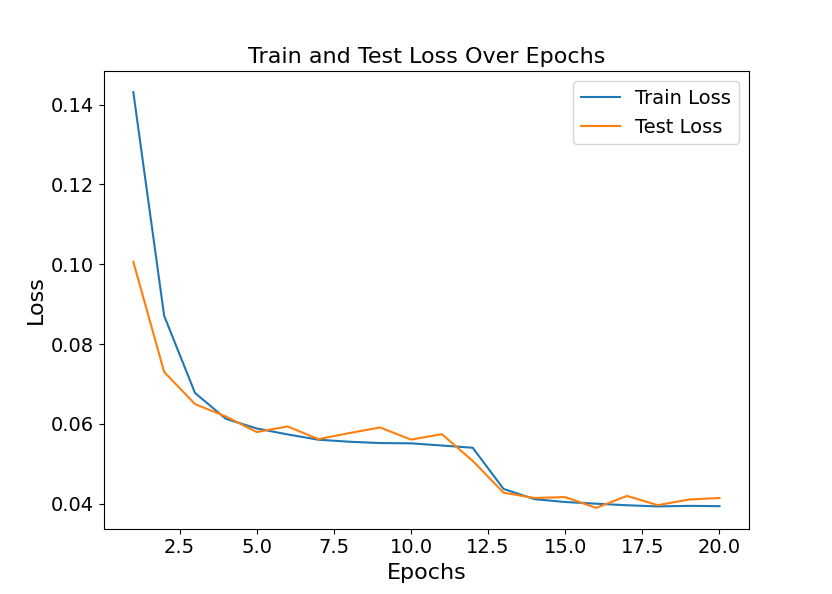 Train and Test Loss Over Epochs
Train Loss
Test Loss
Loss
0.14
0.12
0.10
0.08
0.06
0.04
2.5 5.0 7.5 10.0 12.5 15.0 17.5 20.0
Epochs